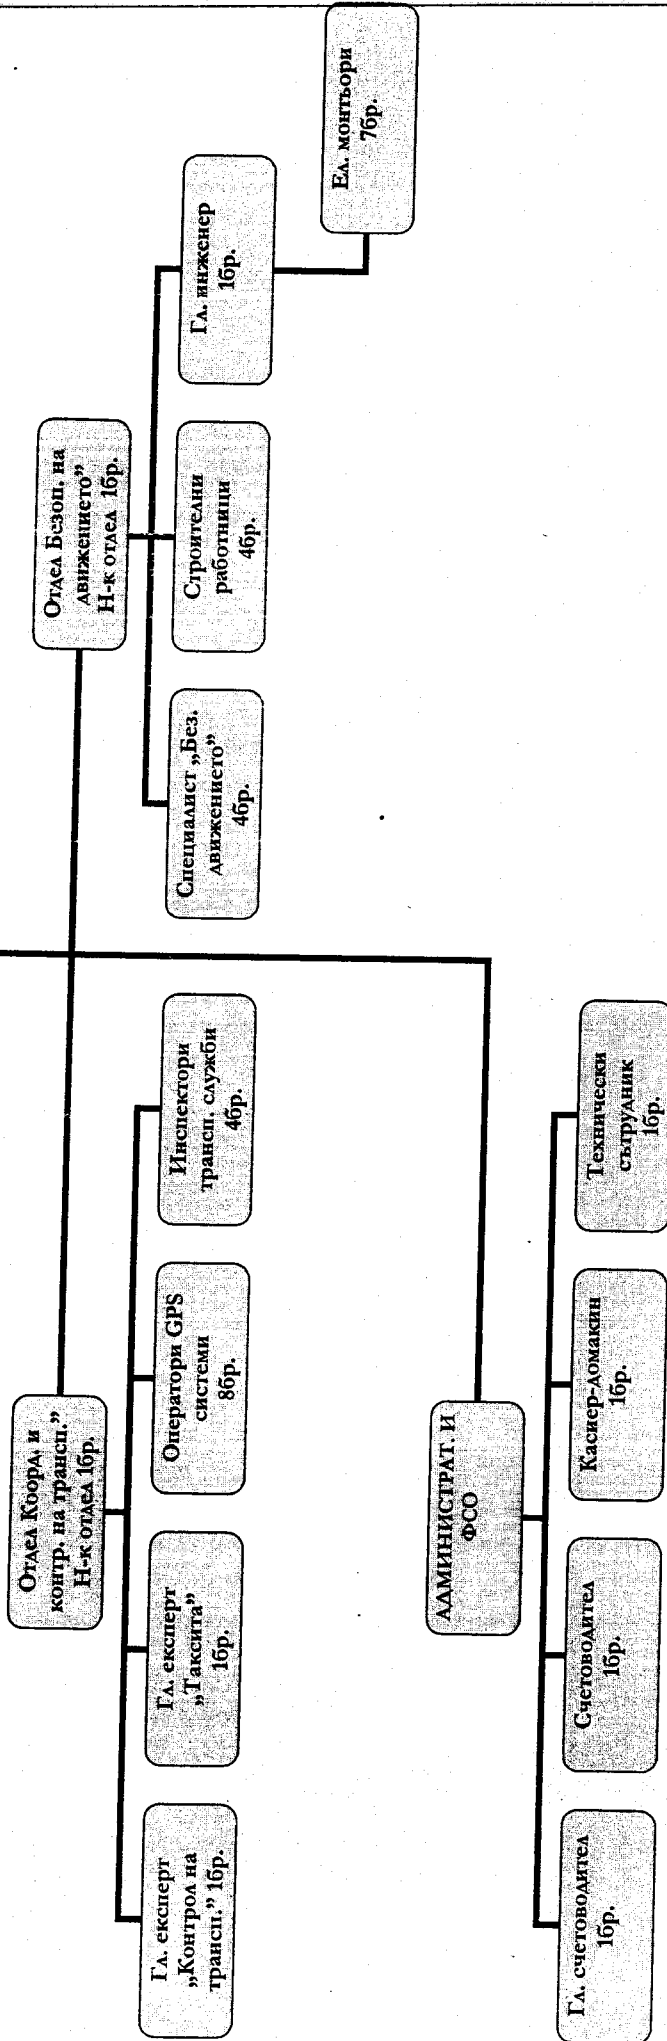 Отдел Коорд. и
контр. на трансп.”
Н-к отдел 1бр.
Отдел Безоп. на
движението”
Н-к отдел 1бр.
Гл. експерт
„Контрол на
трансп.” 1бр.
Гл. експерт
„Таксита”
1бр.
Оператори GPS
системи
8бр.
Инспектори
трансп. служби
4бр.
Специалист „Без.
движението”
4бр.
Строителни
работници
4бр.
Гл. инженер
1бр.
Ел. монтьори
7бр.
АДМИНИСТРАТ. И
ФСО
Гл. счетоводител
1бр.
Счетоводител
1бр.
Касиер-домакин
1бр.
Технически
сътрудник
1бр.